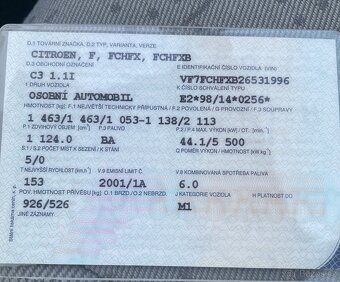 D.1 TOVÁRNÍ ZNAČKA, D.2 TYP, VARIANTA, VERZE
CITROEN, F, FCHFX, FCHFXB
D.3 OBCHODNÍ OZNAČENÍ E IDENTIFIKAČNÍ ČÍSLO VOZIDLA (VIN)
C3 1.1I VF7FCHFXB26531996
1 DRUH VOZIDLA K ČÍSLO SCHVÁLENÍ TYPU
OSOBNÍ AUTOMOBIL E2*98/14*0256*
HMOTNOST (kg): F.1 NEJVĚTŠÍ TECHNICKY PŘÍPUSTNÁ / F.2 POVOLENÁ / G PROVOZNÍ / F.3 SOUPRAVY
1 463/1 463/1 053-1 138/2 113
P.1 ZDVIHOVÝ OBJEM [cm³] P.3 PALIVO P.2/P.4 MAX. VÝKON [kW] / OT. [min
1 124.0 BA 44.1/5 500
S.1 / S.2 POČET MÍST K SEZENÍ / K STÁNÍ Q POMĚR VÝKON / HMOTNOST [kW/kg]
5/0
T NEJVYŠŠÍ RYCHLOST [km/h] V.9 EMISNÍ LIMIT Č. V.8 KOMBINOVANÁ SPOTŘEBA PALIVA
153 2001/1A 6.0
POV. HMOTNOST PŘÍVĚSU [kg] O.1 BRZD. / O.2 NEBRZD. J KATEGORIE VOZIDLA H PLATNOST DO
926/526 M1
JINÉ ZÁZNAMY